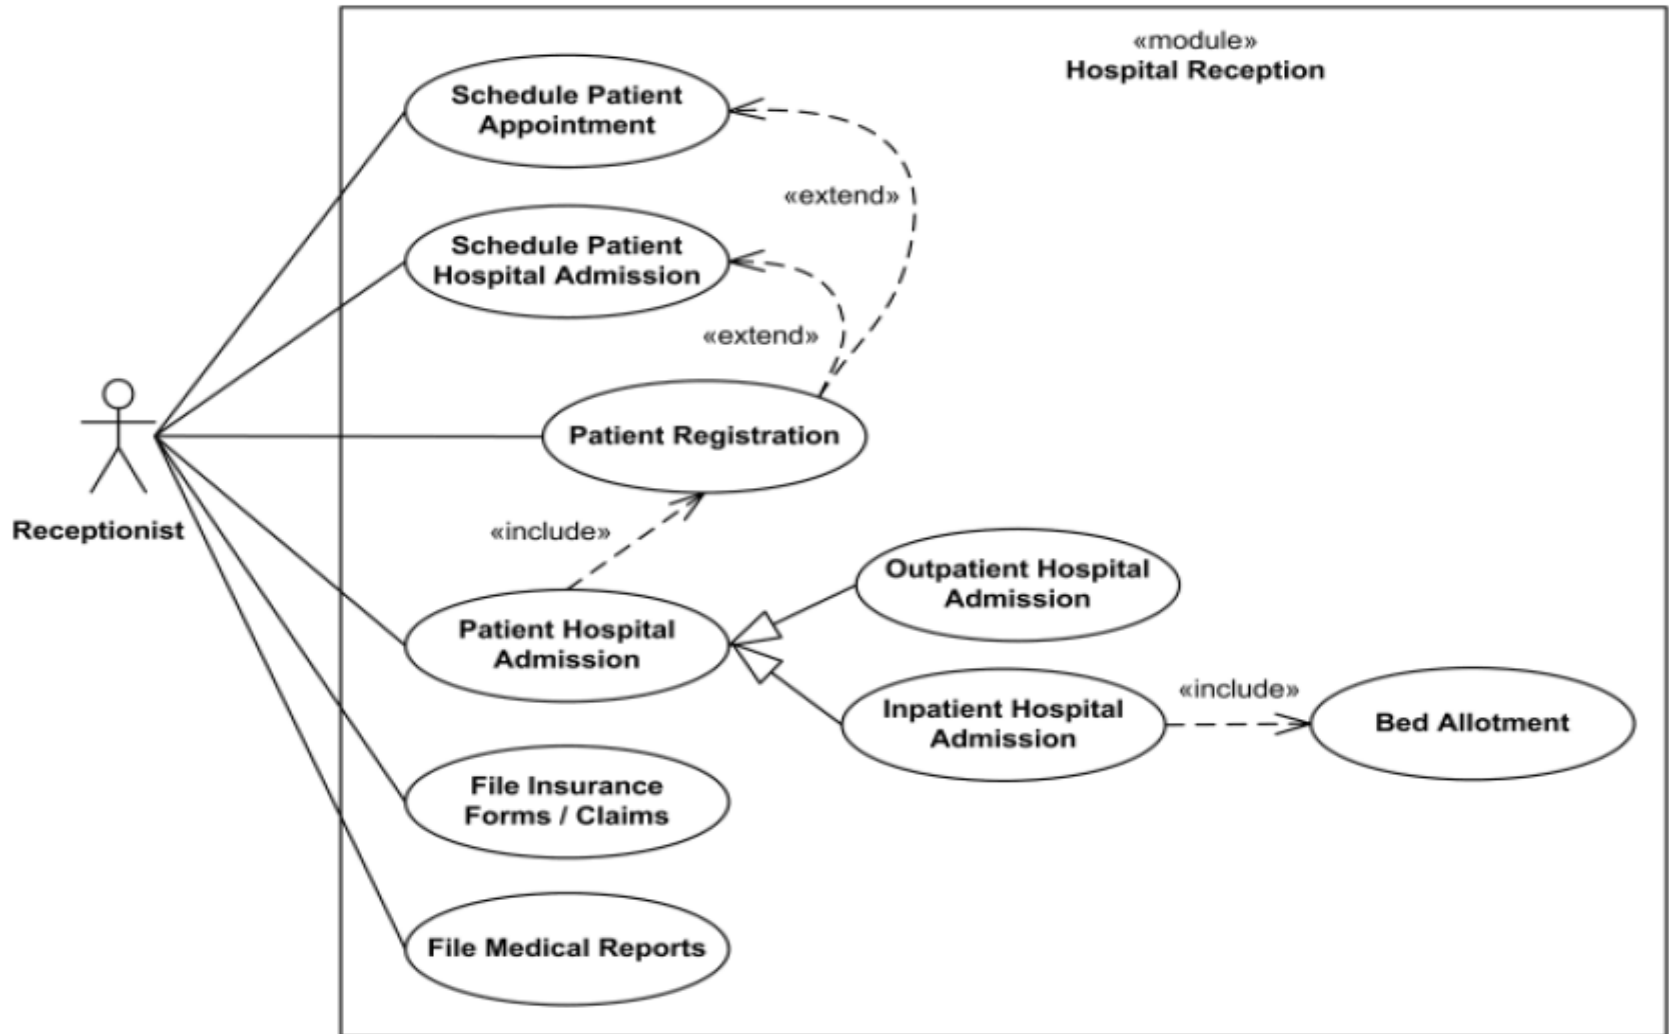 «module»
Hospital Reception
Schedule Patient
Appointment
«extend»
Schedule Patient
Hospital Admission
«extend»
Patient Registration
Receptionist
«include»
Outpatient Hospital
Admission
Patient Hospital
Admission
«include»
Inpatient Hospital
Admission
Bed Allotment
File Insurance
Forms / Claims
File Medical Reports